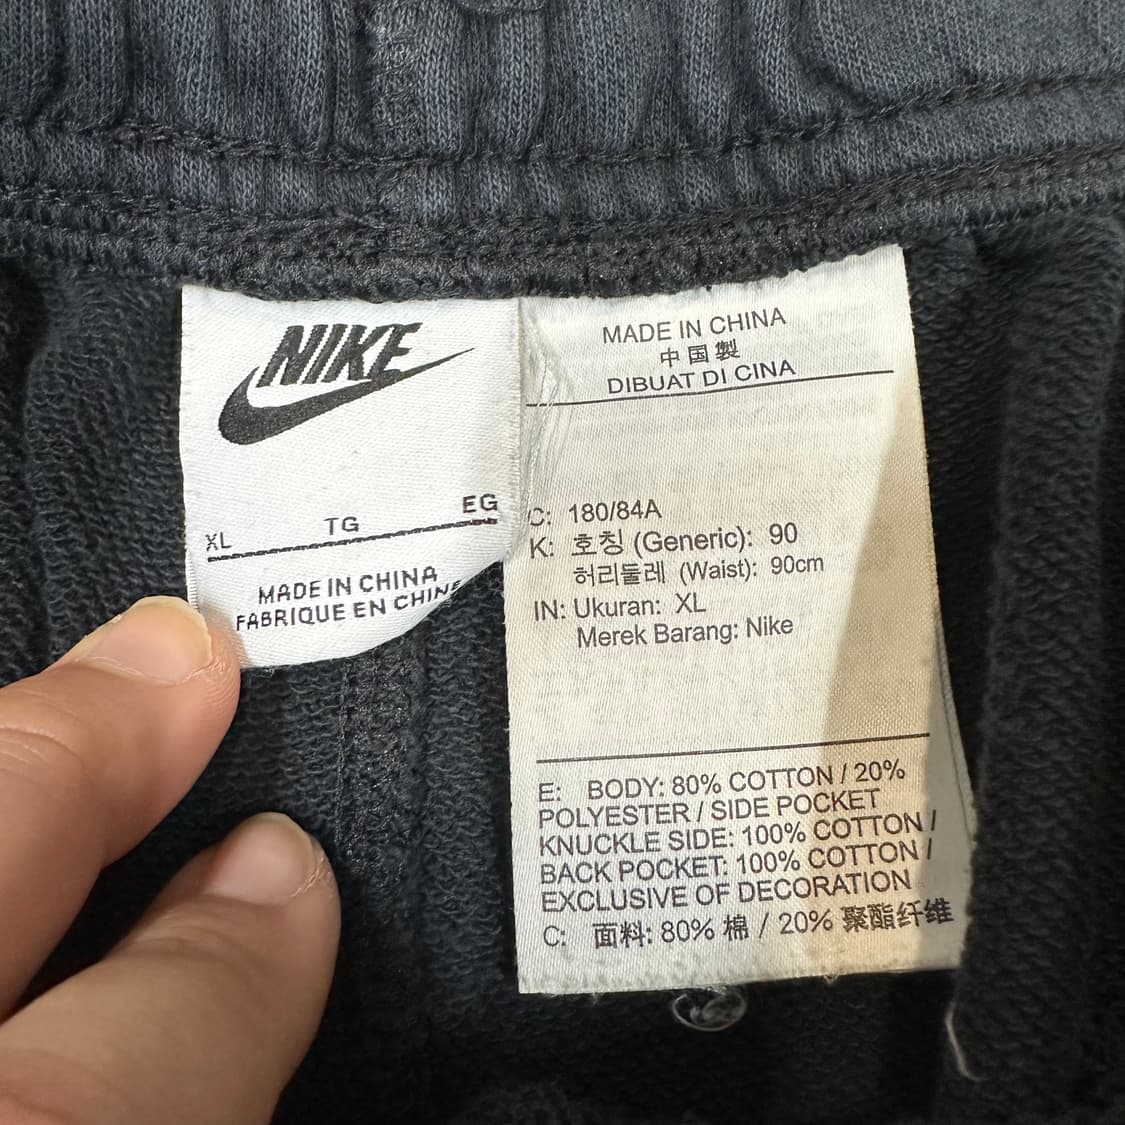 NIKE
XL TG EG
MADE IN CHINA
FABRIQUE EN CHINE
MADE IN CHINA
中国製
DIBUAT DI CINA
C: 180/84A
K: 호칭 (Generic): 90
허리둘레 (Waist): 90cm
IN: Ukuran: XL
Merek Barang: Nike
E: BODY: 80% COTTON / 20%
POLYESTER / SIDE POCKET
KNUCKLE SIDE: 100% COTTON /
BACK POCKET: 100% COTTON /
EXCLUSIVE OF DECORATION
C: 面料: 80% 棉 / 20% 聚酯纤维